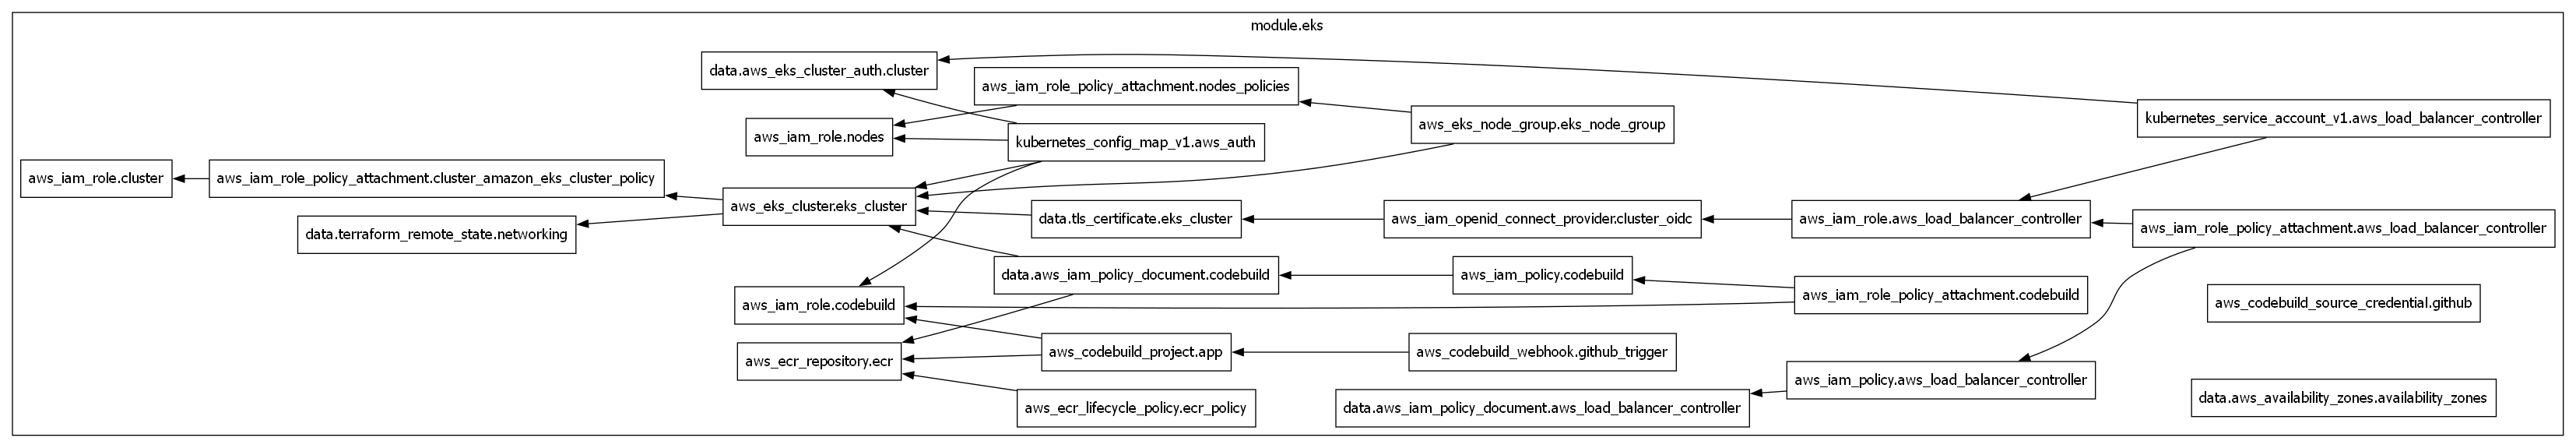 module.eks
data.aws_eks_cluster_auth.cluster
aws_iam_role_policy_attachment.nodes_policies
kubernetes_service_account_v1.aws_load_balancer_controller
aws_eks_node_group.eks_node_group
aws_iam_role.nodes
kubernetes_config_map_v1.aws_auth
aws_iam_role.cluster
aws_iam_role_policy_attachment.cluster_amazon_eks_cluster_policy
aws_eks_cluster.eks_cluster
data.tls_certificate.eks_cluster
aws_iam_openid_connect_provider.cluster_oidc
aws_iam_role.aws_load_balancer_controller
aws_iam_role_policy_attachment.aws_load_balancer_controller
data.terraform_remote_state.networking
data.aws_iam_policy_document.codebuild
aws_iam_policy.codebuild
aws_iam_role_policy_attachment.codebuild
aws_codebuild_source_credential.github
aws_iam_role.codebuild
aws_ecr_repository.ecr
aws_codebuild_project.app
aws_codebuild_webhook.github_trigger
aws_iam_policy.aws_load_balancer_controller
data.aws_availability_zones.availability_zones
aws_ecr_lifecycle_policy.ecr_policy
data.aws_iam_policy_document.aws_load_balancer_controller